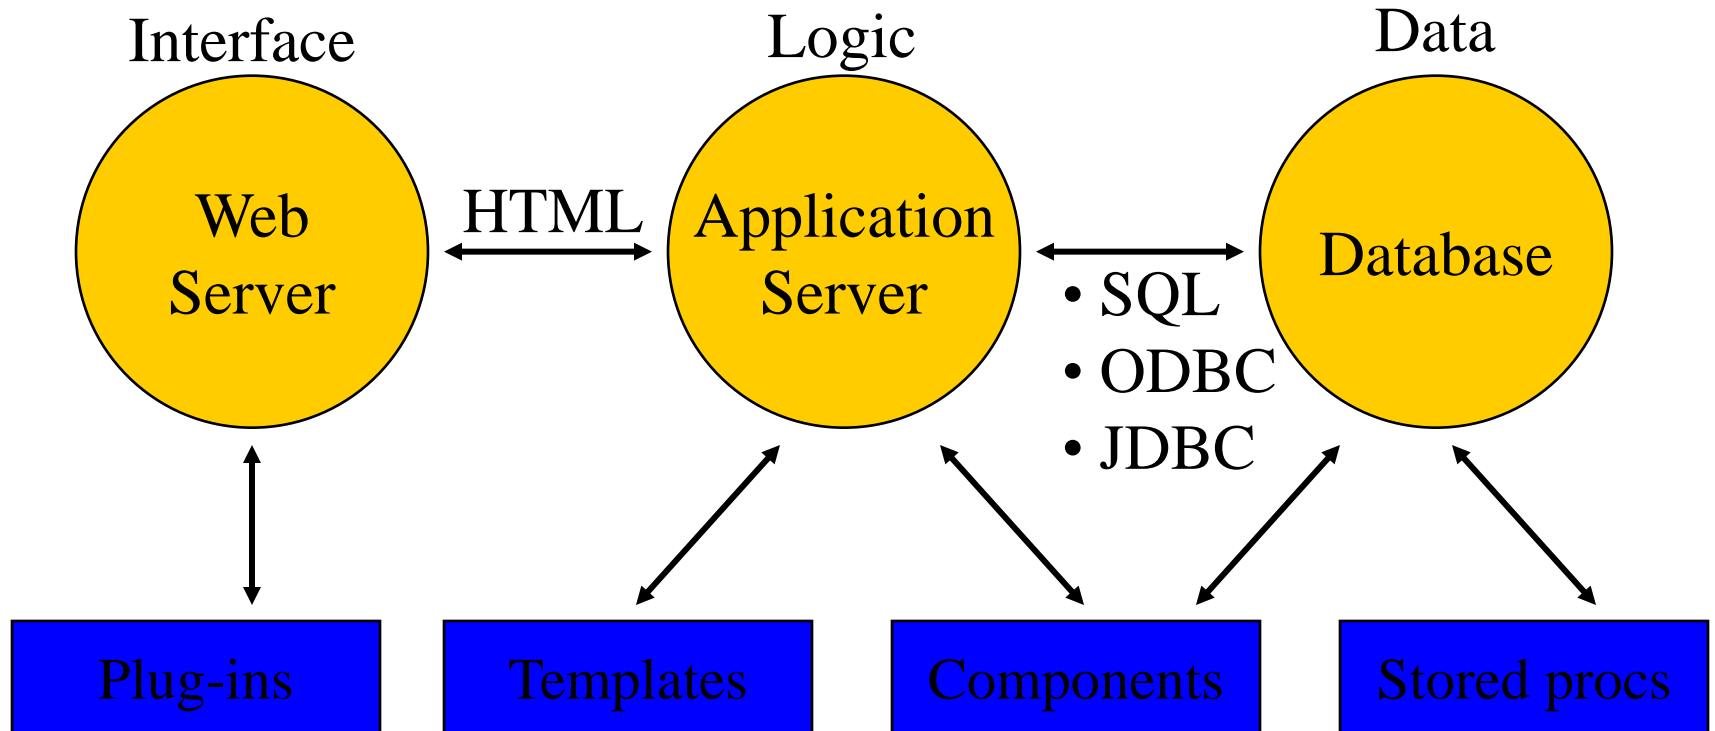 Interface
Logic
Data
Web
Server
HTML
Application
Server
Database
• SQL
• ODBC
• JDBC
Plug-ins
Templates
Components
Stored procs